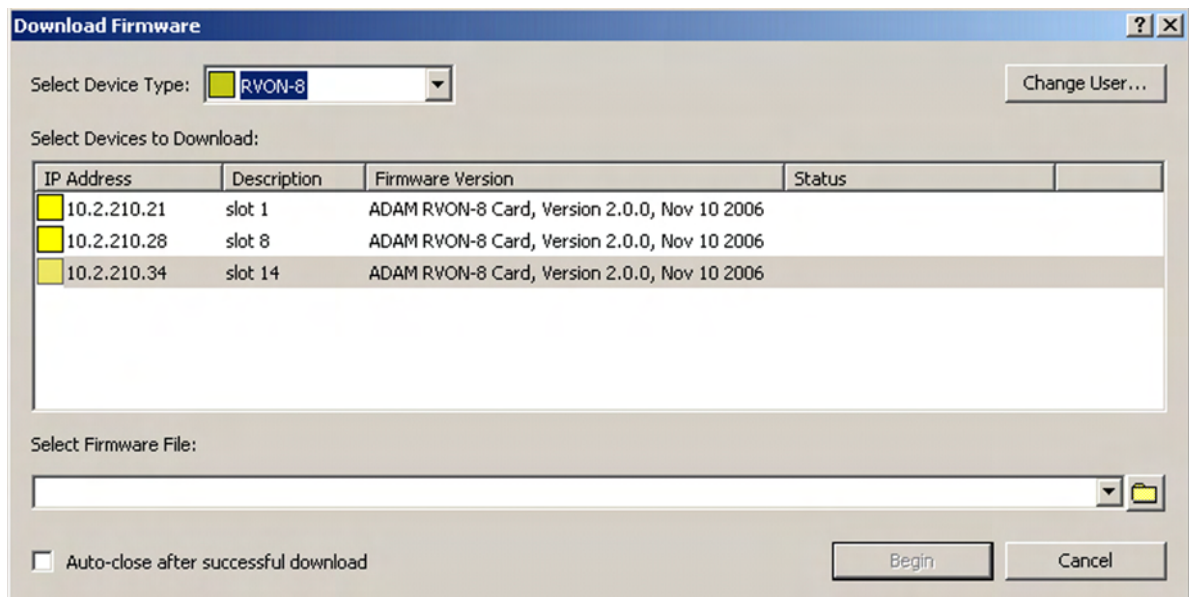 Download Firmware
Select Device Type: RVON-8 Change User...
Select Devices to Download:
IP Address Description Firmware Version Status
10.2.210.21 slot 1 ADAM RVON-8 Card, Version 2.0.0, Nov 10 2006
10.2.210.28 slot 8 ADAM RVON-8 Card, Version 2.0.0, Nov 10 2006
10.2.210.34 slot 14 ADAM RVON-8 Card, Version 2.0.0, Nov 10 2006
Select Firmware File:
Auto-close after successful download Begin Cancel